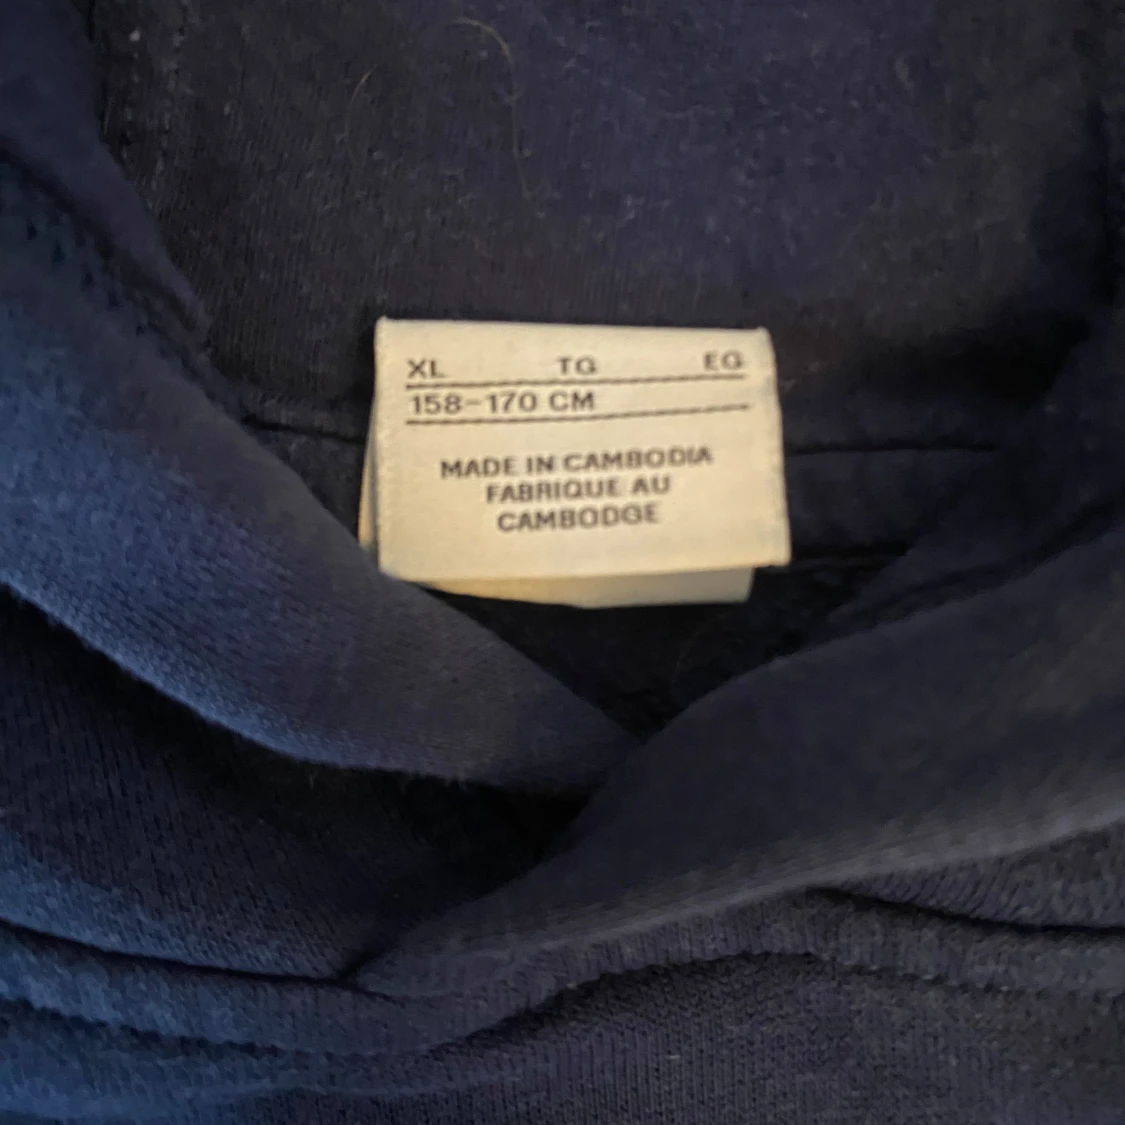 XL TG EG
158-170 CM
MADE IN CAMBODIA
FABRIQUE AU
CAMBODGE